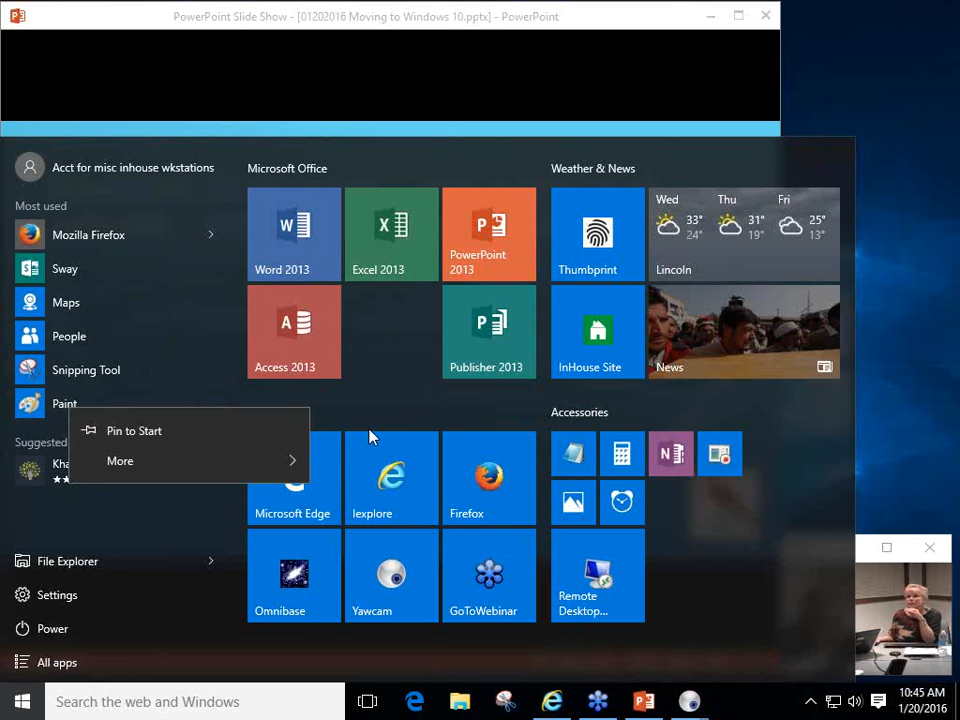 PowerPoint Slide Show - [01202016 Moving to Windows 10.pptx] - PowerPoint
Acct for misc inhouse wkstations
Most used
Mozilla Firefox
Sway
Maps
People
Snipping Tool
Paint
Pin to Start
More
Suggested
File Explorer
Settings
Power
All apps
Microsoft Office
Word 2013
Excel 2013
PowerPoint
2013
Access 2013
Publisher 2013
Microsoft Edge
Iexplore
Firefox
Omnibase
Yawcam
GoToWebinar
Weather & News
Thumbprint
Wed Thu Fri
33° 31° 25°
24° 19° 13°
Lincoln
InHouse Site
News
Accessories
Remote
Desktop...
Search the web and Windows
10:45 AM
1/20/2016